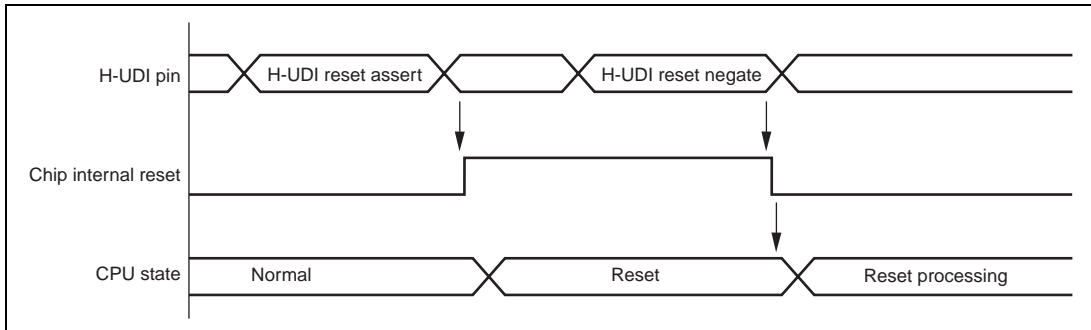 H-UDI pin
H-UDI reset assert
H-UDI reset negate
Chip internal reset
CPU state
Normal
Reset
Reset processing